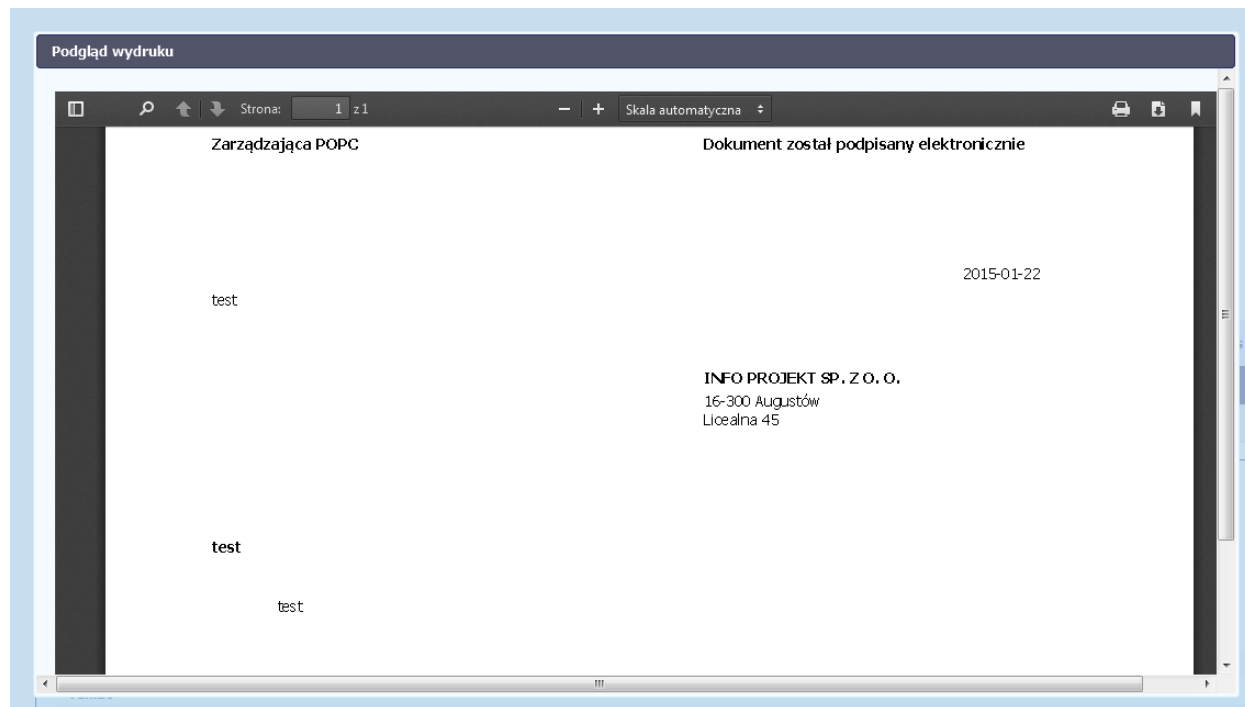 Podgląd wydruku
Strona: 1 z 1 Skala automatyczna
Zarządzająca POPC Dokument został podpisany elektronicznie
2015-01-22
test
INFO PROJEKT SP. Z O. O.
16-300 Augustów
Licealna 45
test
test